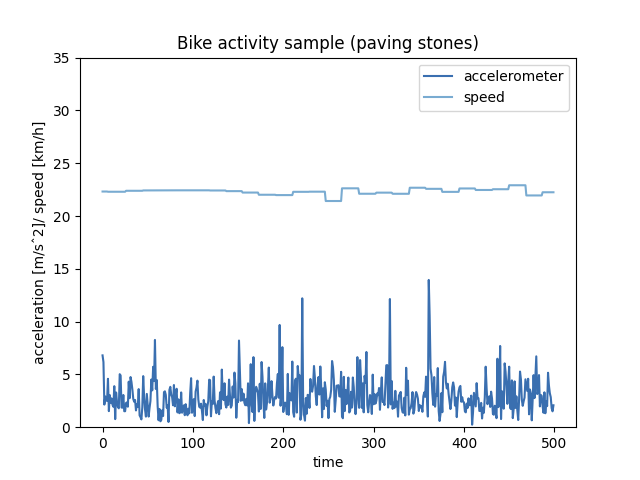 Bike activity sample (paving stones)
accelerometer
speed
acceleration [m/sˆ2]/ speed [km/h]
35
30
25
20
15
10
5
0
0 100 200 300 400 500
time